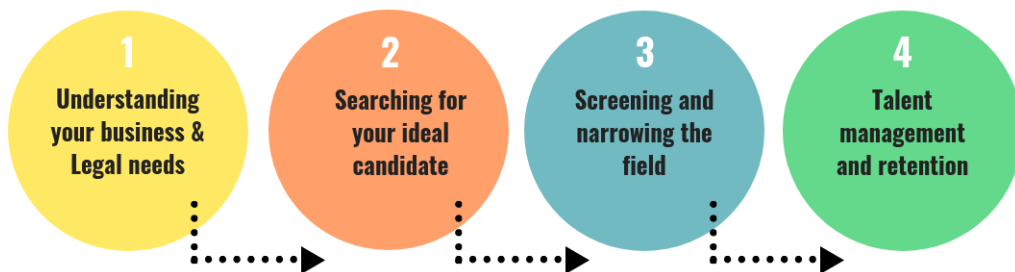 1
Understanding
your business &
Legal needs
2
Searching for
your ideal
candidate
3
Screening and
narrowing the
field
4
Talent
management
and retention